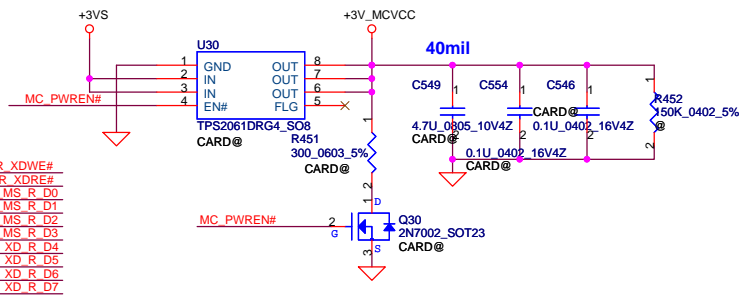 +3VS
+3V_MCVCC
U30
40mil
1 GND OUT 8
2 IN OUT 7
3 IN OUT 6
MC_PWREN# 4 EN# FLG 5
TPS2061DRG4_SO8
CARD@
R451
300_0603_5%
CARD@
1
2
C549
4.7U_0805_10V4Z
CARD@
1
2
C554
0.1U_0402_16V4Z
CARD@
1
2
C546
0.1U_0402_16V4Z
CARD@
1
2
R452
150K_0402_5%
@
1
2
MC_PWREN#
2
G
1
D
3
S
Q30
2N7002_SOT23
CARD@
R_XDWE#
R_XDRE#
MS_R_D0
MS_R_D1
MS_R_D2
MS_R_D3
XD_R_D4
XD_R_D5
XD_R_D6
XD_R_D7